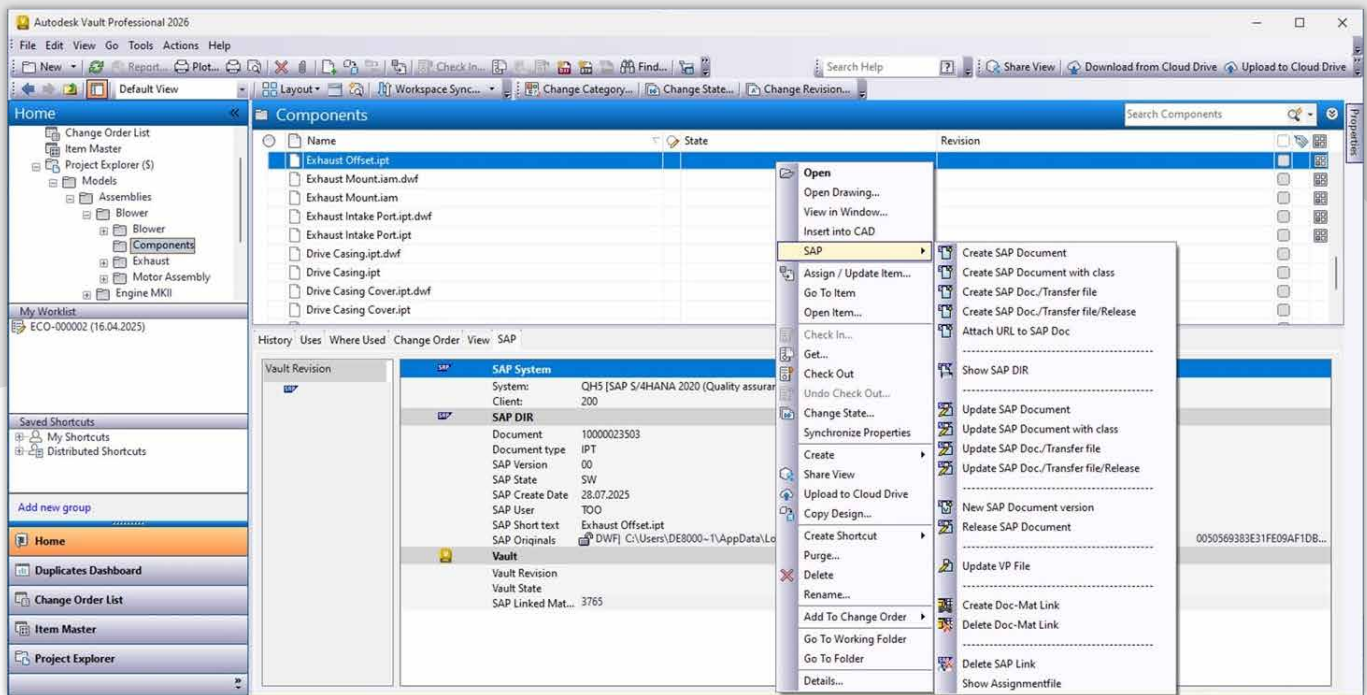 Autodesk Vault Professional 2026
File Edit View Go Tools Actions Help
New Report... Plot... Check In... Find... Search Help Share View Download from Cloud Drive Upload to Cloud Drive
Default View Layout Workspace Sync... Change Category... Change State... Change Revision...
Home
Change Order List
Item Master
Project Explorer ($)
Models
Assemblies
Blower
Blower
Components
Exhaust
Motor Assembly
Engine MKII
My Worklist
ECO-000002 (16.04.2025)
Saved Shortcuts
My Shortcuts
Distributed Shortcuts
Add new group
Home
Duplicates Dashboard
Change Order List
Item Master
Project Explorer
Components Search Components
Name State Revision
Exhaust Offset.ipt
Exhaust Mount.iam.dwf
Exhaust Mount.iam
Exhaust Intake Port.ipt.dwf
Exhaust Intake Port.ipt
Drive Casing.ipt.dwf
Drive Casing.ipt
Drive Casing Cover.ipt.dwf
Drive Casing Cover.ipt
Properties
History Uses Where Used Change Order View SAP
Vault Revision
SAP System
System: QH5 [SAP S/4HANA 2020 (Quality assurar
Client: 200
SAP DIR
Document 10000023503
Document type IPT
SAP Version 00
SAP State SW
SAP Create Date 28.07.2025
SAP User TOO
SAP Short text Exhaust Offset.ipt
SAP Originals DWF| C:\Users\DE8000~1\AppData\Lo 0050569383E31FE09AF1DB...
Vault
Vault Revision
Vault State
SAP Linked Mat... 3765
Open
Open Drawing...
View in Window...
Insert into CAD
SAP
Assign / Update Item...
Go To Item
Open Item...
Check In...
Get...
Check Out
Undo Check Out...
Change State...
Synchronize Properties
Create
Share View
Upload to Cloud Drive
Copy Design...
Create Shortcut
Purge...
Delete
Rename...
Add To Change Order
Go To Working Folder
Go To Folder
Details...
Create SAP Document
Create SAP Document with class
Create SAP Doc./Transfer file
Create SAP Doc./Transfer file/Release
Attach URL to SAP Doc
Show SAP DIR
Update SAP Document
Update SAP Document with class
Update SAP Doc./Transfer file
Update SAP Doc./Transfer file/Release
New SAP Document version
Release SAP Document
Update VP File
Create Doc-Mat Link
Delete Doc-Mat Link
Delete SAP Link
Show Assignmentfile